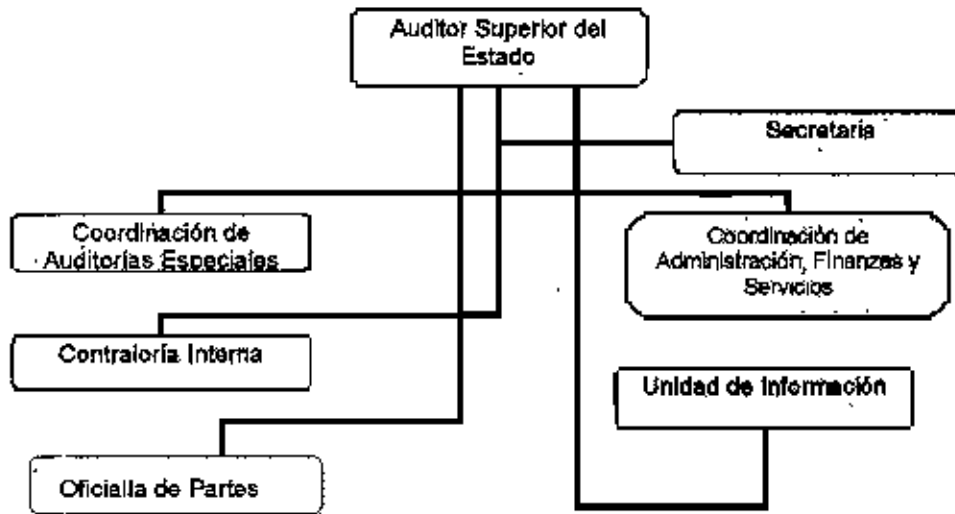 Auditor Superior del
Estado
Secretaria
Coordinación de
Auditorías Especiales
Coordinación de
Administración, Finanzas y
Servicios
Contraloría Interna
Unidad de Información
Oficialla de Partes